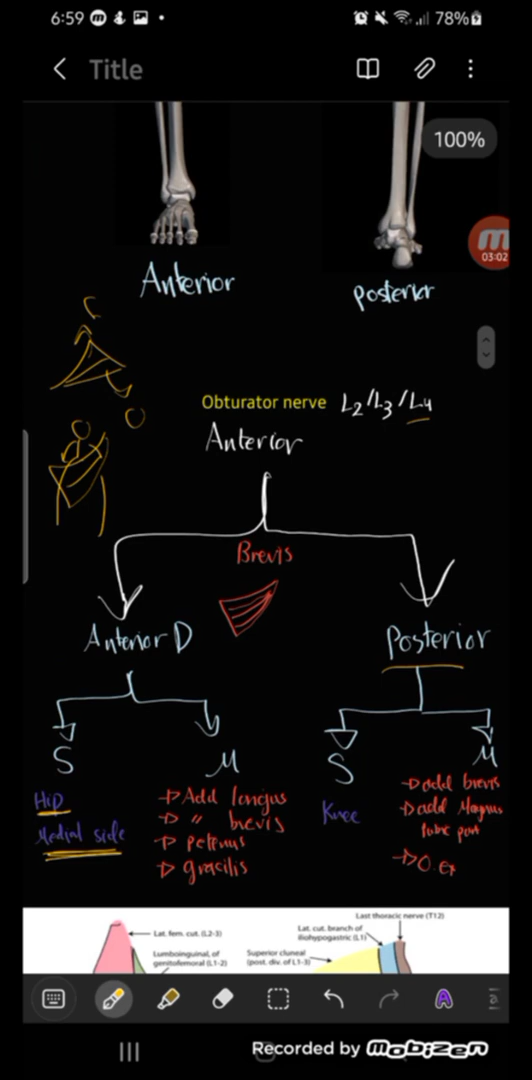 6:59
78%
Title
100%
03:02
Anterior
Posterior
Obturator nerve L2/L3/L4
Anterior
Brevis
Anterior D
Posterior
S
M
S
M
Hip
Medial side
Add longus
" brevis
petenus
gracilis
Knee
add brevis
add Magnus
pubic part
O.ex
Last thoracic nerve (T12)
Lat. fem. cut. (L2-3)
Lat. cut. branch of
iliohypogastric (L1)
Lumboinguinal, of
genitofemoral (L1-2)
Superior cluneal
(post. div. of L1-3)
A
Recorded by mobizen